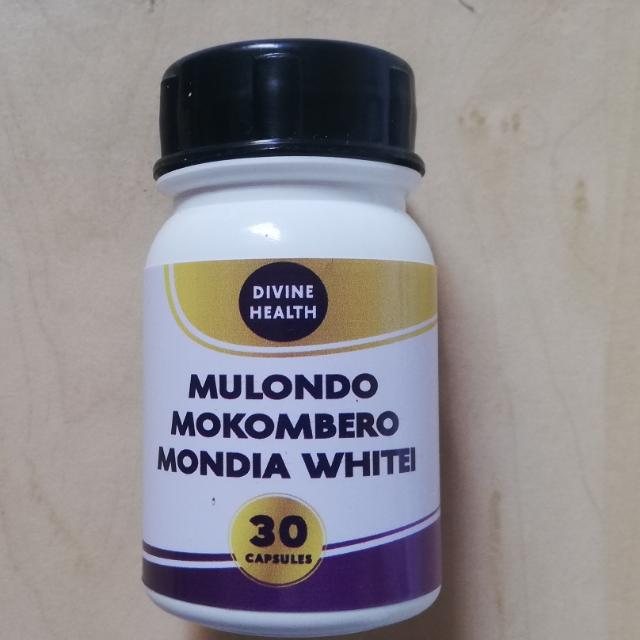 DIVINE
HEALTH
MULONDO
MOKOMBERO
MONDIA WHITEI
30
CAPSULES